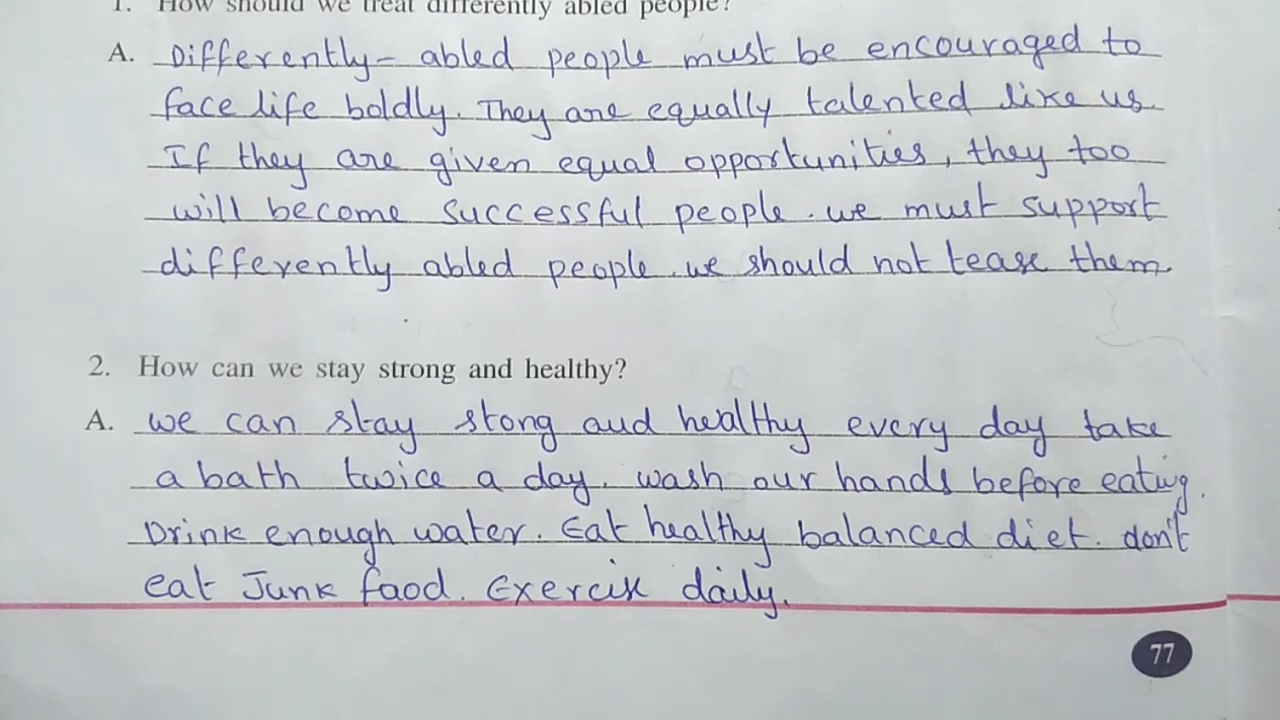 1. How should we treat differently abled people?
A. Differently- abled people must be encouraged to
face life boldly. They are equally talented like us.
If they are given equal opportunities, they too
will become successful people. we must support
differently abled people. we should not tease them.
2. How can we stay strong and healthy?
A. we can stay stong and healthy every day take
a bath twice a day. wash our hands before eating.
Drink enough water. Eat healthy balanced diet. don't
eat Junk faod. Exercise daily.
77